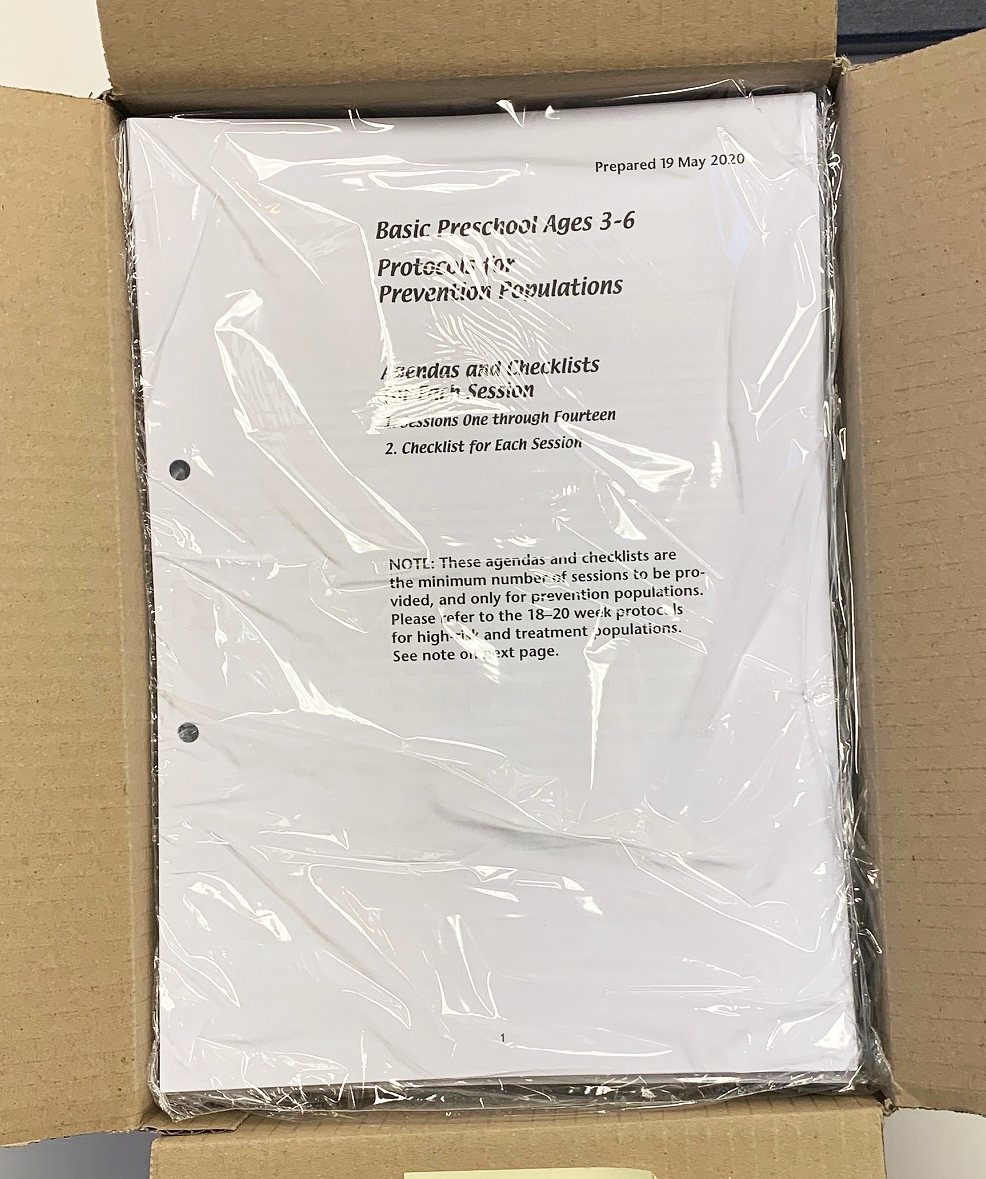 Prepared 19 May 2020
Basic Preschool Ages 3-6
Protocols for
Prevention Populations
Agendas and Checklists
for Each Session
1. Sessions One through Fourteen
2. Checklist for Each Session
NOTE: These agendas and checklists are
the minimum number of sessions to be pro-
vided, and only for prevention populations.
Please refer to the 18–20 week protocols
for high-risk and treatment populations.
See note on next page.
1